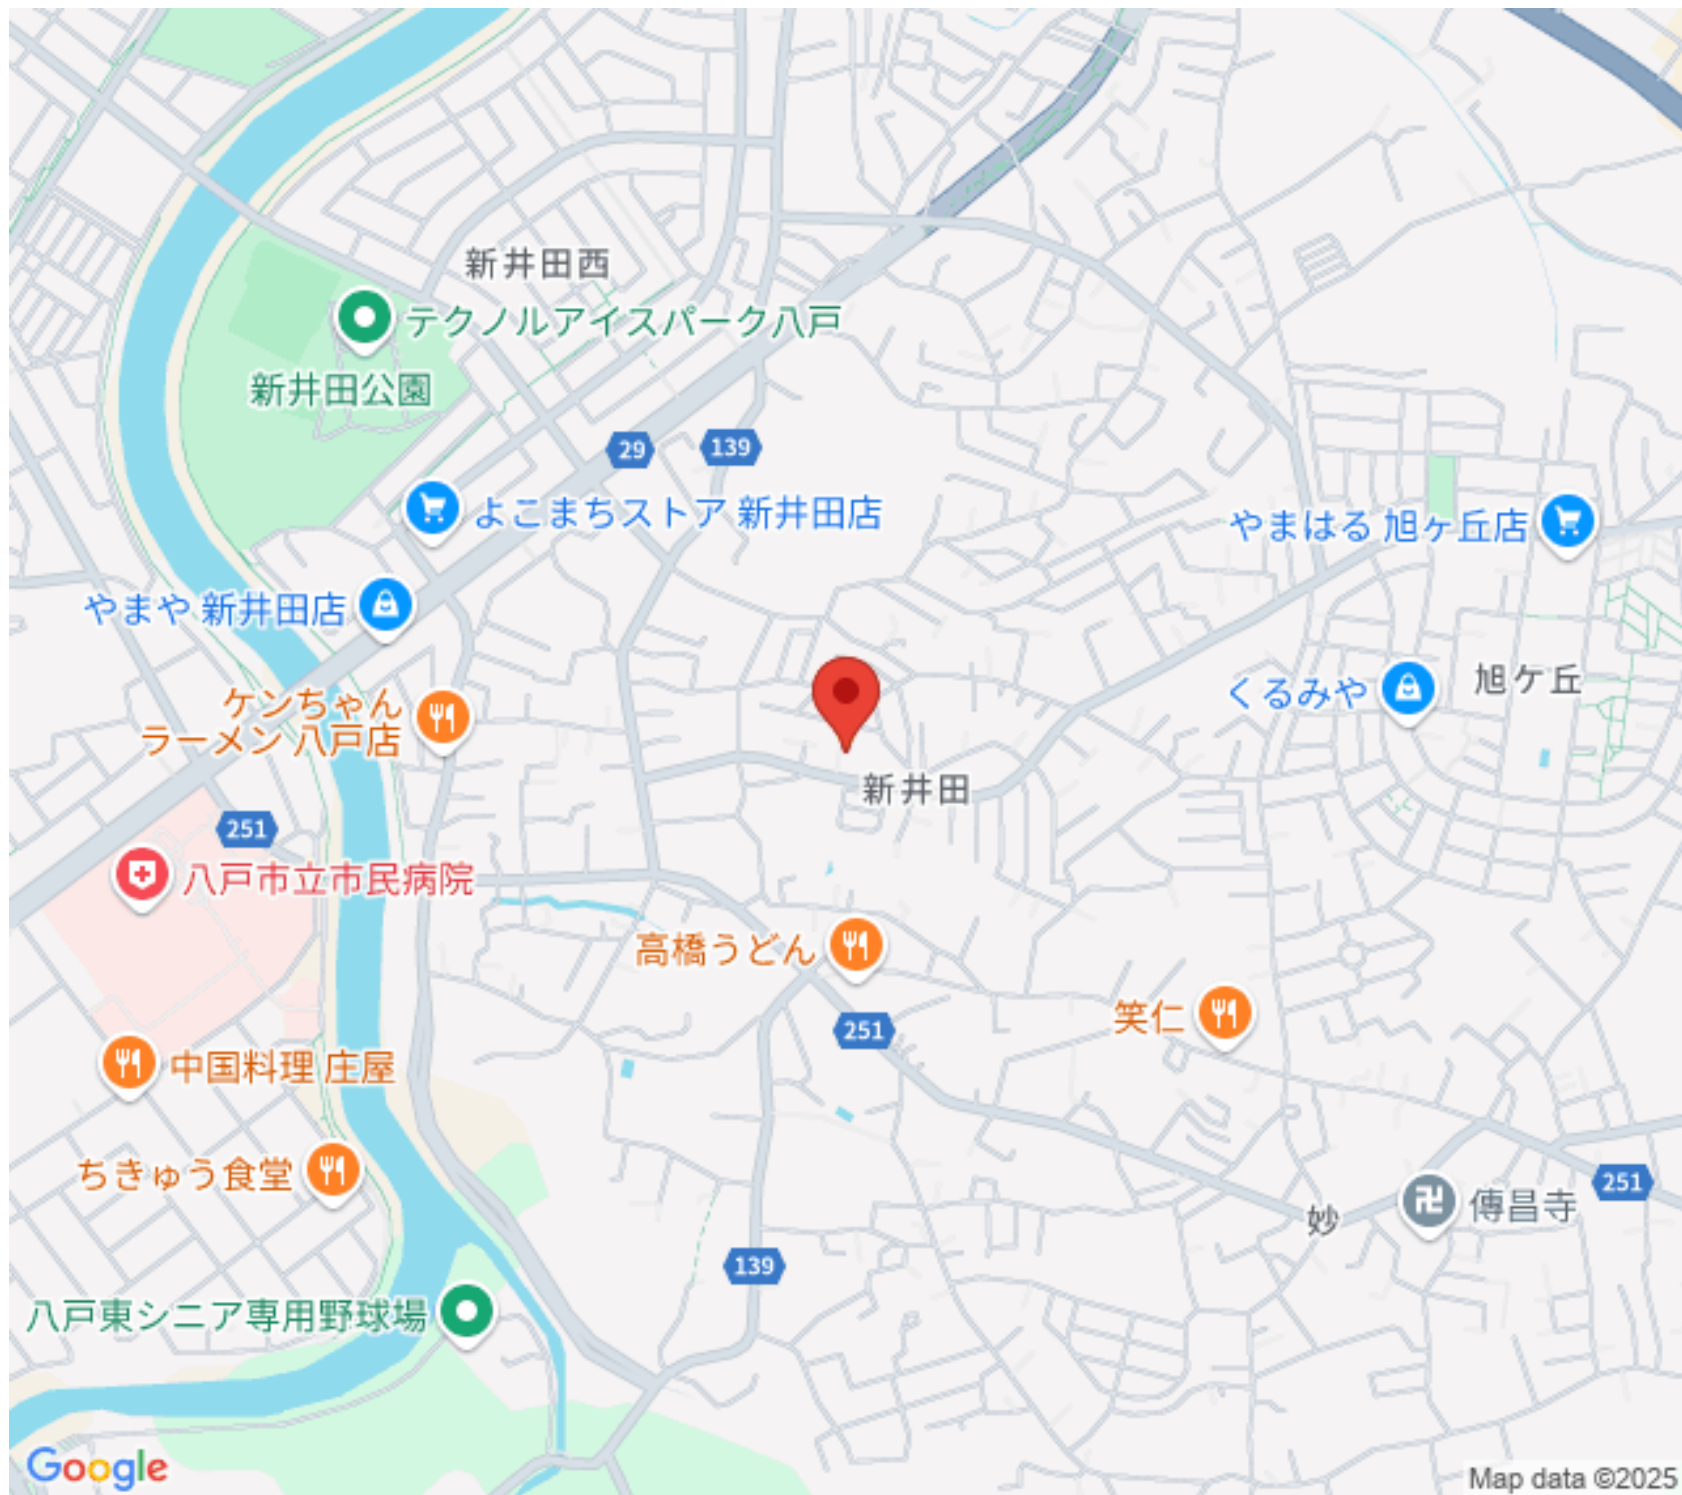 新井田西
テクノルアイスパーク八戸
新井田公園
29
139
よこまちストア 新井田店
やまはる 旭ヶ丘店
やまや 新井田店
旭ケ丘
くるみや
ケンちゃん
ラーメン 八戸店
新井田
251
八戸市立市民病院
高橋うどん
251
笑仁
中国料理 庄屋
ちきゅう食堂
251
傳昌寺
妙
139
八戸東シニア専用野球場
Google
Map data ©2025